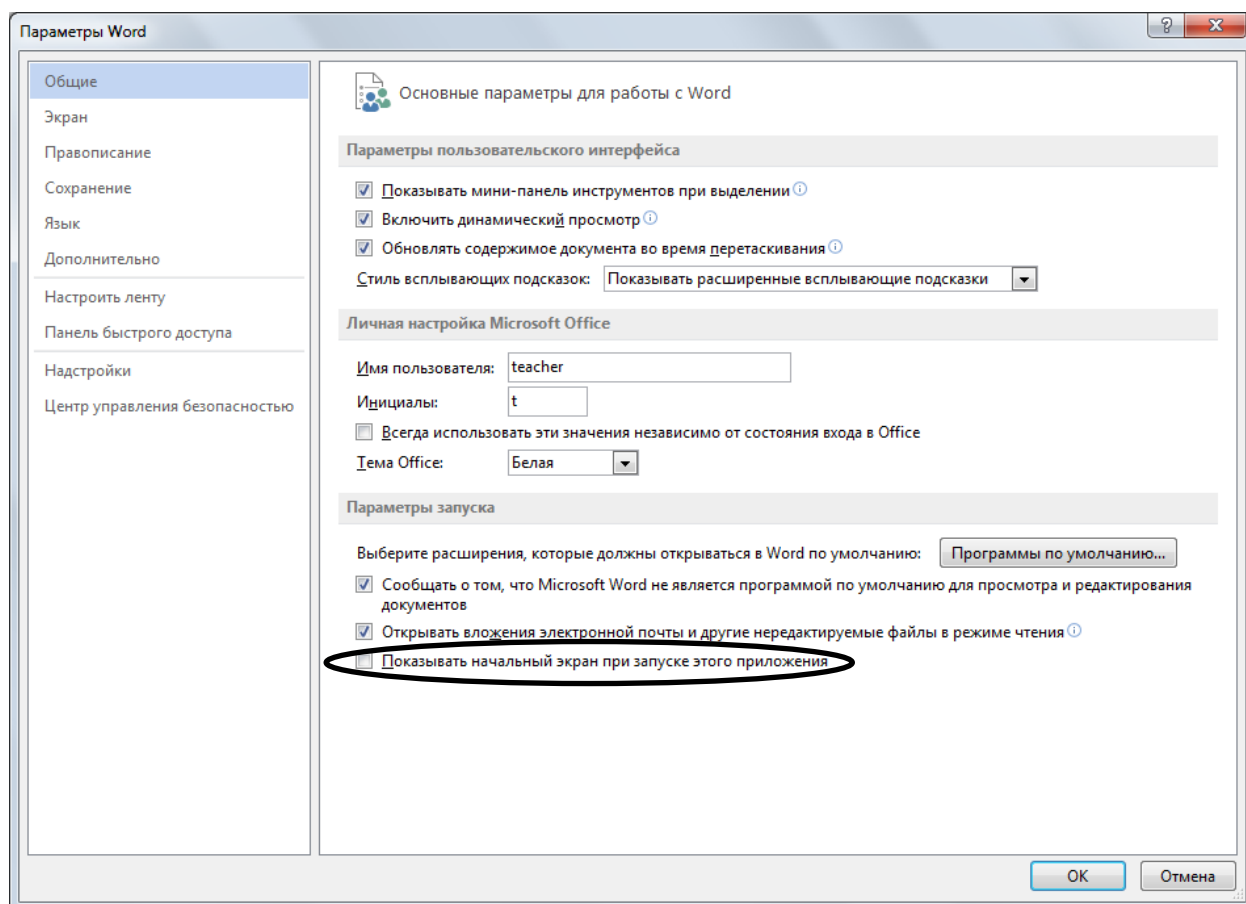 Параметры Word
Общие
Экран
Правописание
Сохранение
Язык
Дополнительно
Настроить ленту
Панель быстрого доступа
Надстройки
Центр управления безопасностью
Основные параметры для работы с Word
Параметры пользовательского интерфейса
Показывать мини-панель инструментов при выделении
Включить динамический просмотр
Обновлять содержимое документа во время перетаскивания
Стиль всплывающих подсказок: Показывать расширенные всплывающие подсказки
Личная настройка Microsoft Office
Имя пользователя: teacher
Инициалы: t
Всегда использовать эти значения независимо от состояния входа в Office
Тема Office: Белая
Параметры запуска
Выберите расширения, которые должны открываться в Word по умолчанию: Программы по умолчанию...
Сообщать о том, что Microsoft Word не является программой по умолчанию для просмотра и редактирования
документов
Открывать вложения электронной почты и другие нередактируемые файлы в режиме чтения
Показывать начальный экран при запуске этого приложения
ОК Отмена